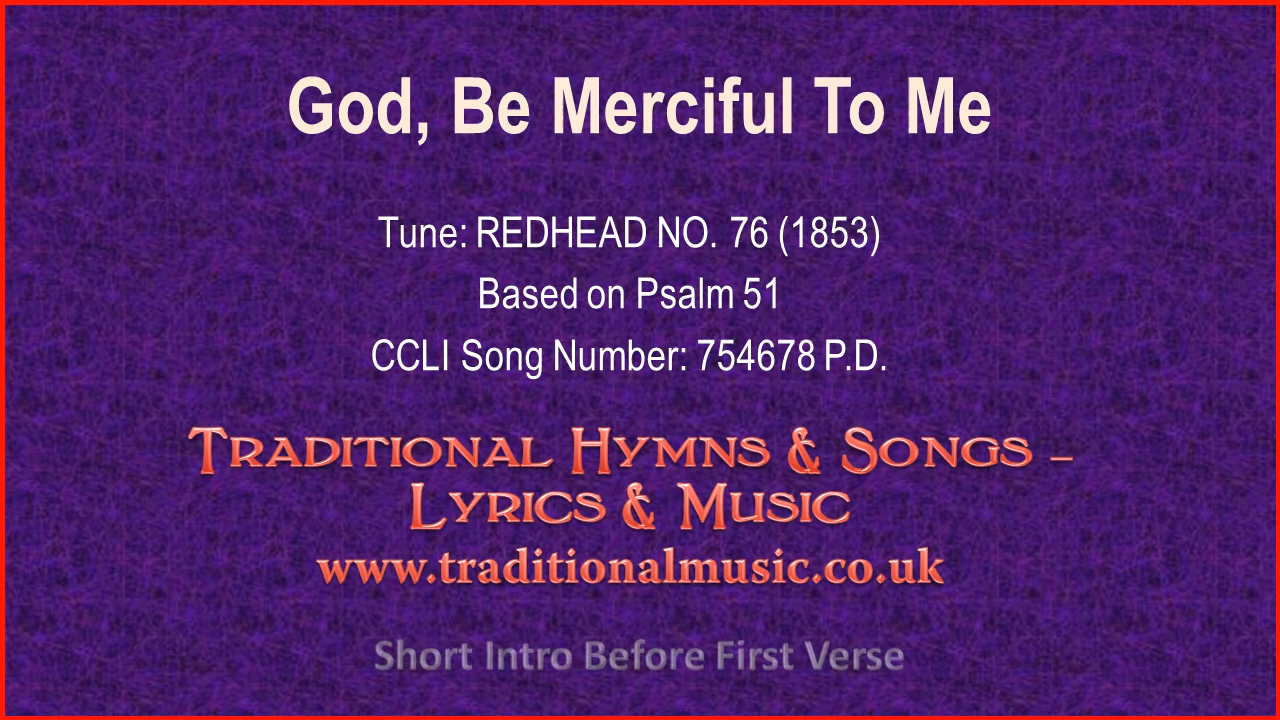 God, Be Merciful To Me
Tune: REDHEAD NO. 76 (1853)
Based on Psalm 51
CCLI Song Number: 754678 P.D.
Traditional Hymns & Songs –
Lyrics & Music
www.traditionalmusic.co.uk
Short Intro Before First Verse